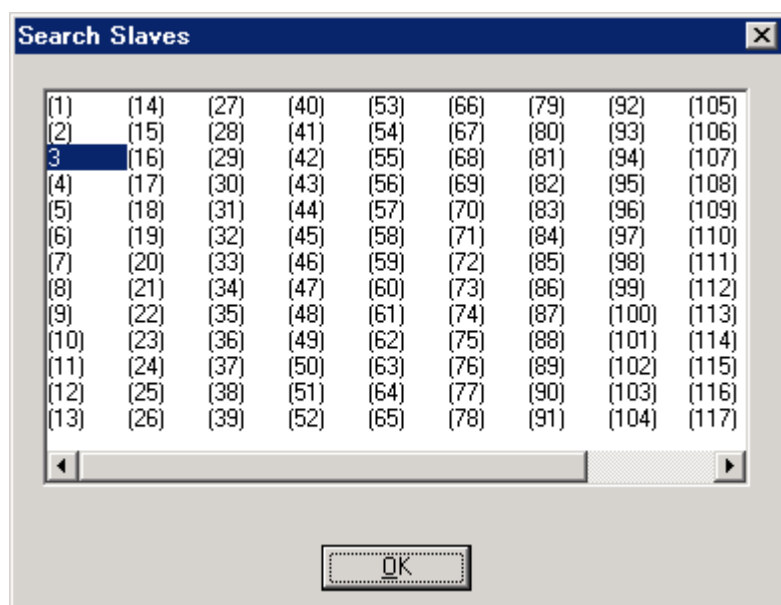 Search Slaves
(1) (14) (27) (40) (53) (66) (79) (92) (105)
(2) (15) (28) (41) (54) (67) (80) (93) (106)
3 (16) (29) (42) (55) (68) (81) (94) (107)
(4) (17) (30) (43) (56) (69) (82) (95) (108)
(5) (18) (31) (44) (57) (70) (83) (96) (109)
(6) (19) (32) (45) (58) (71) (84) (97) (110)
(7) (20) (33) (46) (59) (72) (85) (98) (111)
(8) (21) (34) (47) (60) (73) (86) (99) (112)
(9) (22) (35) (48) (61) (74) (87) (100) (113)
(10) (23) (36) (49) (62) (75) (88) (101) (114)
(11) (24) (37) (50) (63) (76) (89) (102) (115)
(12) (25) (38) (51) (64) (77) (90) (103) (116)
(13) (26) (39) (52) (65) (78) (91) (104) (117)
OK